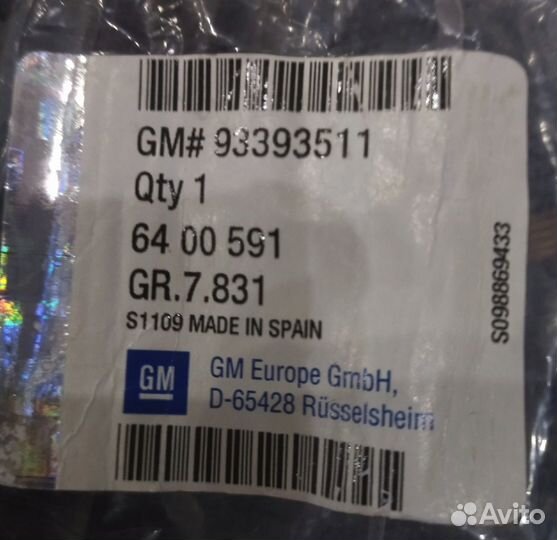 GM# 93393511
Qty 1
64 00 591
GR.7.831
S1109 MADE IN SPAIN
GM
GM Europe GmbH,
D-65428 Rüsselsheim
S098869433
Avito